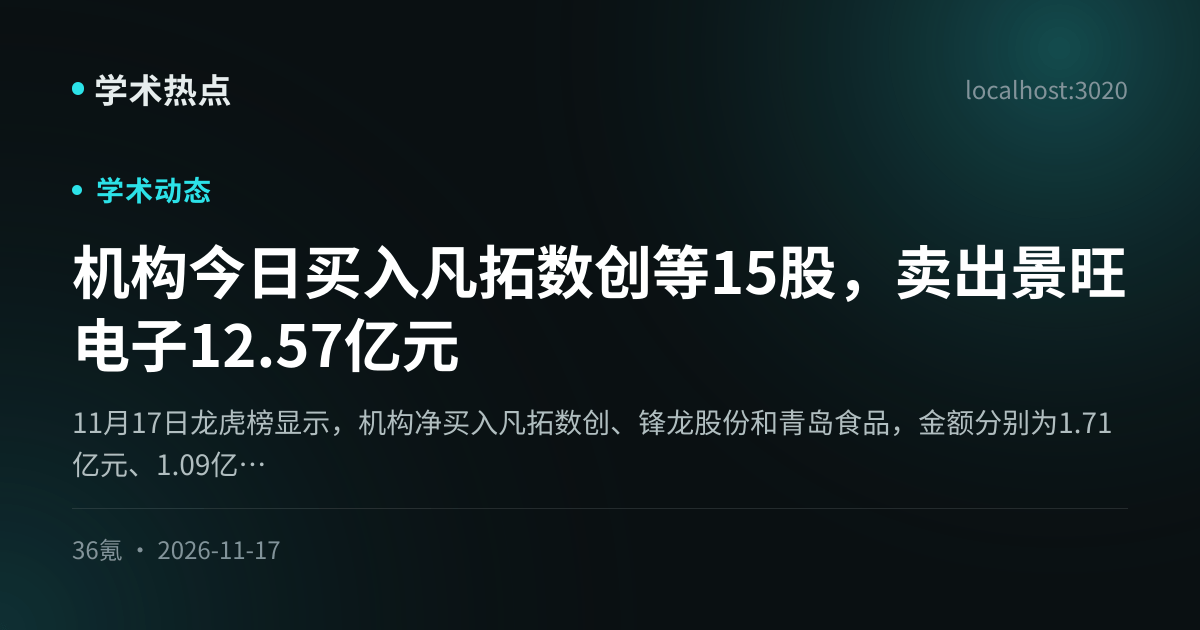 学术热点
localhost:3020
学术动态
机构今日买入凡拓数创等15股，卖出景旺
电子12.57亿元
11月17日龙虎榜显示，机构净买入凡拓数创、锋龙股份和青岛食品，金额分别为1.71
亿元、1.09亿…
36氪 · 2026-11-17